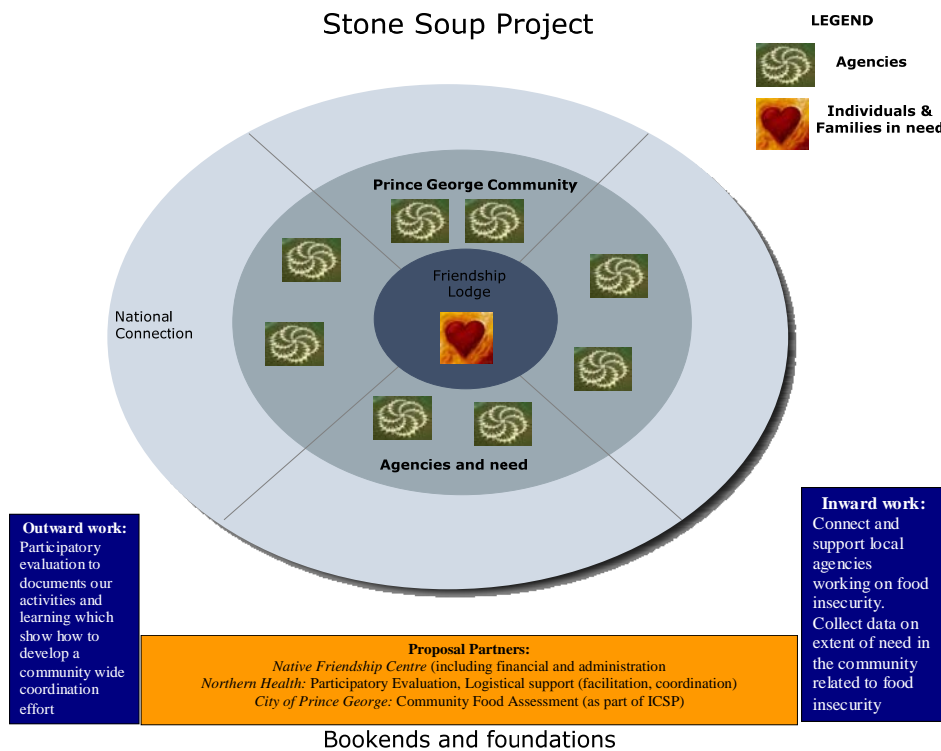 Stone Soup Project
LEGEND
Agencies
Individuals &
Families in need
Prince George Community
Friendship
Lodge
National
Connection
Agencies and need
Outward work:
Participatory
evaluation to
documents our
activities and
learning which
show how to
develop a
community wide
coordination
effort
Inward work:
Connect and
support local
agencies
working on food
insecurity.
Collect data on
extent of need in
the community
related to food
insecurity
Proposal Partners:
Native Friendship Centre (including financial and administration
Northern Health: Participatory Evaluation, Logistical support (facilitation, coordination)
City of Prince George: Community Food Assessment (as part of ICSP)
Bookends and foundations